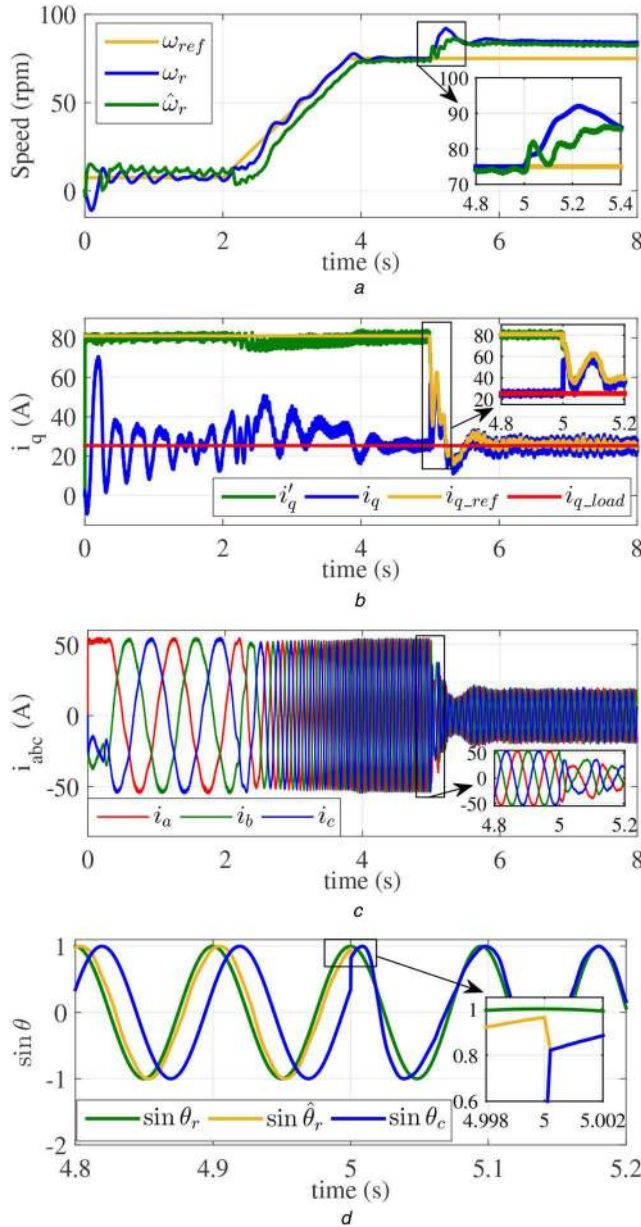 100
50
0
Speed (rpm)
ω_ref
ω_r
ω̂_r
100
90
80
70
4.8 5 5.2 5.4
0 2 4 6 8
time (s)
a
80
60
40
20
0
i_q (A)
80
60
40
20
4.8 5 5.2
i′_q i_q i_q_ref i_q_load
0 2 4 6 8
time (s)
b
50
0
-50
i_abc (A)
50
0
-50
4.8 5 5.2
i_a i_b i_c
0 2 4 6 8
time (s)
c
1
0
-1
-2
sin θ
1
0.8
0.6
4.998 5 5.002
sin θ_r sin θ̂_r sin θ_c
4.8 4.9 5 5.1 5.2
time (s)
d